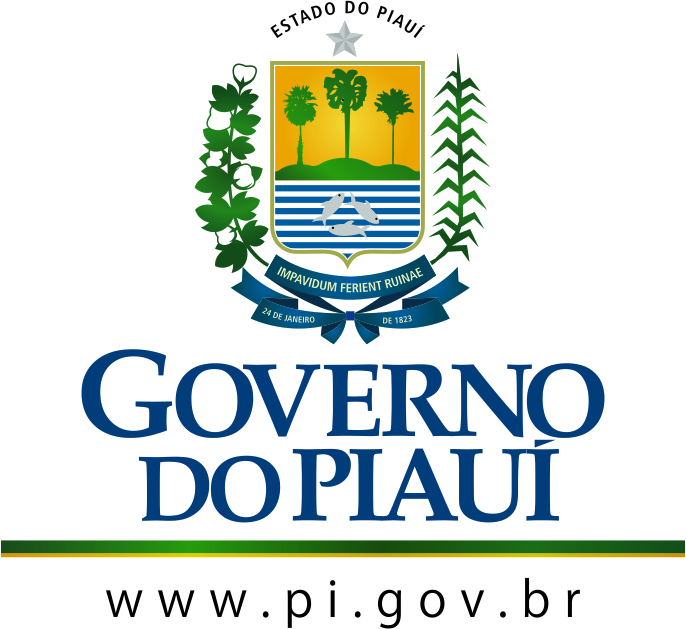 ESTADO DO PIAUÍ
IMPAVIDUM FERIENT RUINAE
24 DE JANEIRO DE 1823
GOVERNO
DO PIAUÍ
www.pi.gov.br